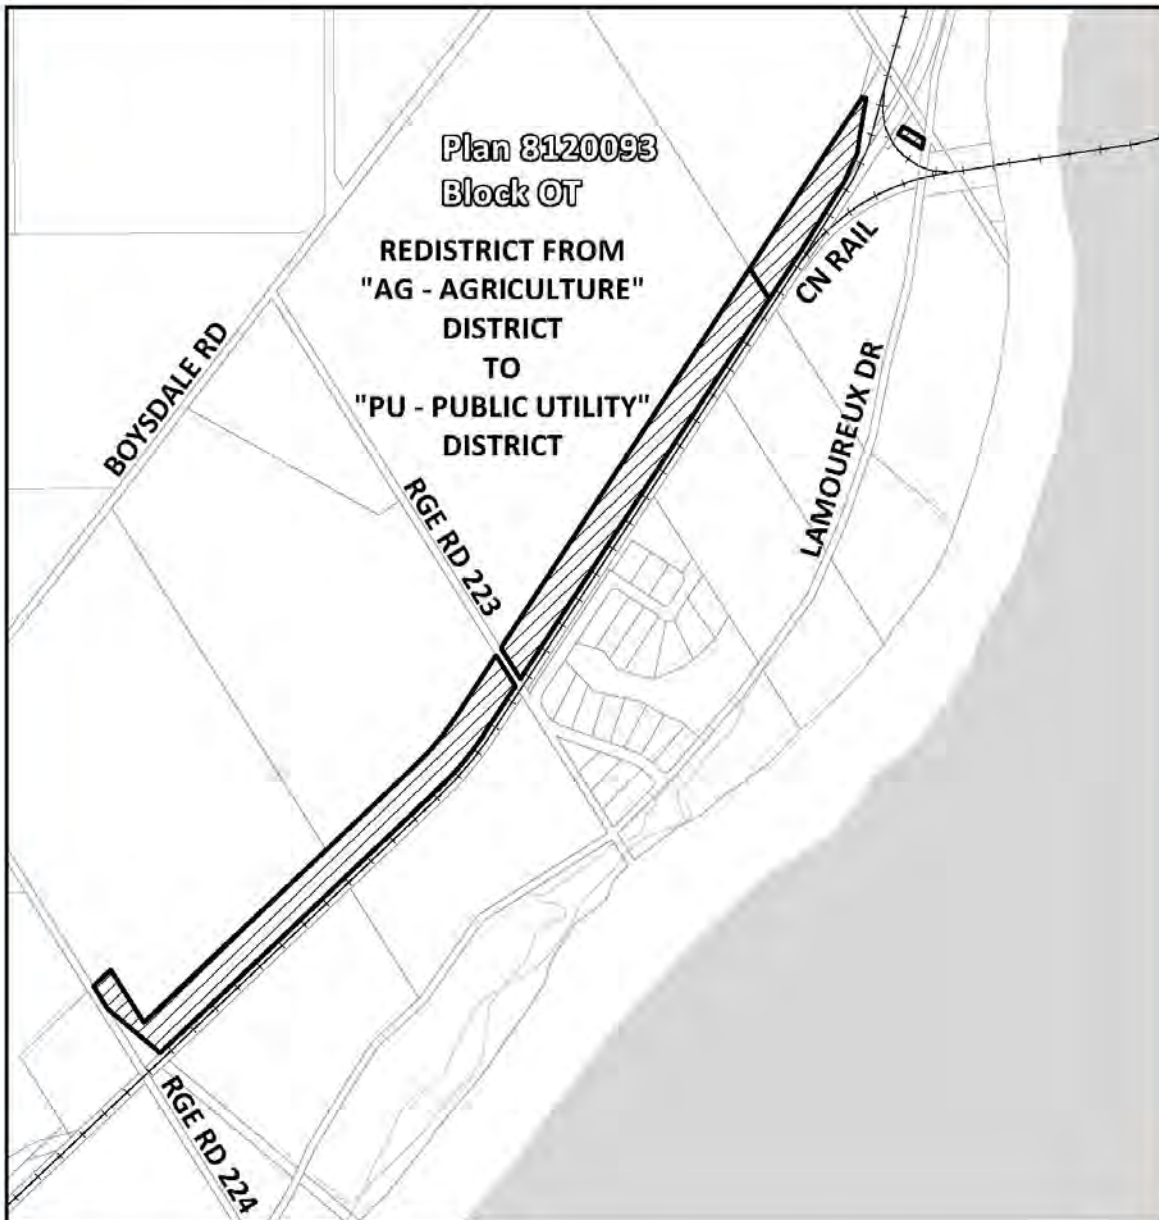 Plan 8120093
Block OT
REDISTRICT FROM
"AG - AGRICULTURE"
DISTRICT
TO
"PU - PUBLIC UTILITY"
DISTRICT
CN RAIL
BOYSDALE RD
LAMOUREUX DR
RGE RD 223
RGE RD 224